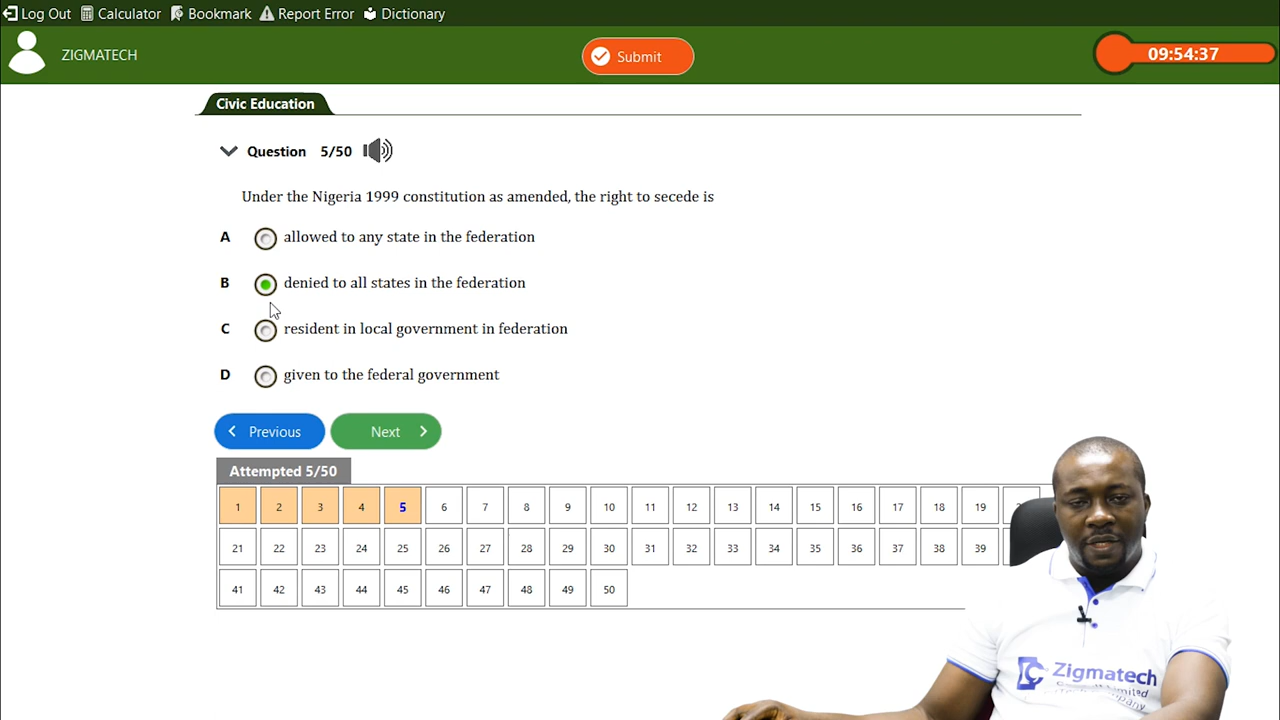 Log Out Calculator Bookmark Report Error Dictionary
ZIGMATECH
Submit
09:54:37
Civic Education
Question 5/50
Under the Nigeria 1999 constitution as amended, the right to secede is
A allowed to any state in the federation
B denied to all states in the federation
C resident in local government in federation
D given to the federal government
Previous Next
Attempted 5/50
1 2 3 4 5 6 7 8 9 10 11 12 13 14 15 16 17 18 19
21 22 23 24 25 26 27 28 29 30 31 32 33 34 35 36 37 38 39
41 42 43 44 45 46 47 48 49 50
Zigmatech
Limited
Company